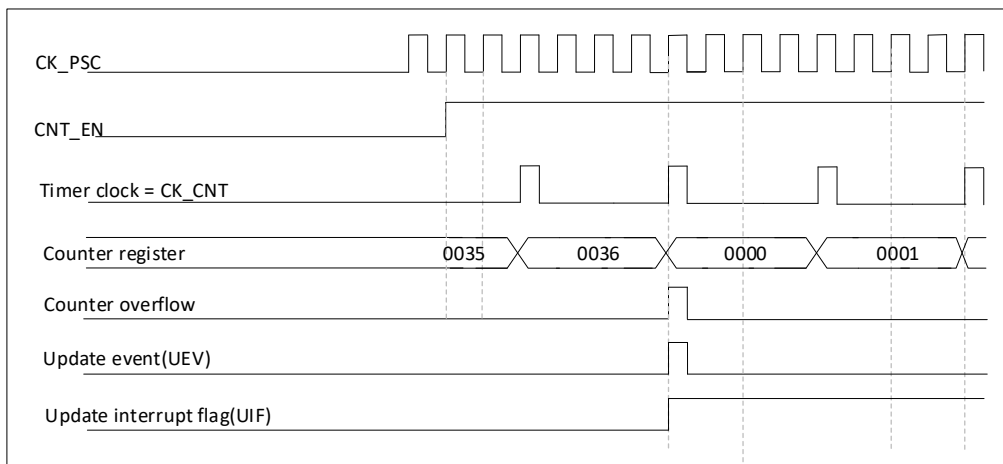 CK_PSC
CNT_EN
Timer clock = CK_CNT
Counter register 0035 0036 0000 0001
Counter overflow
Update event(UEV)
Update interrupt flag(UIF)